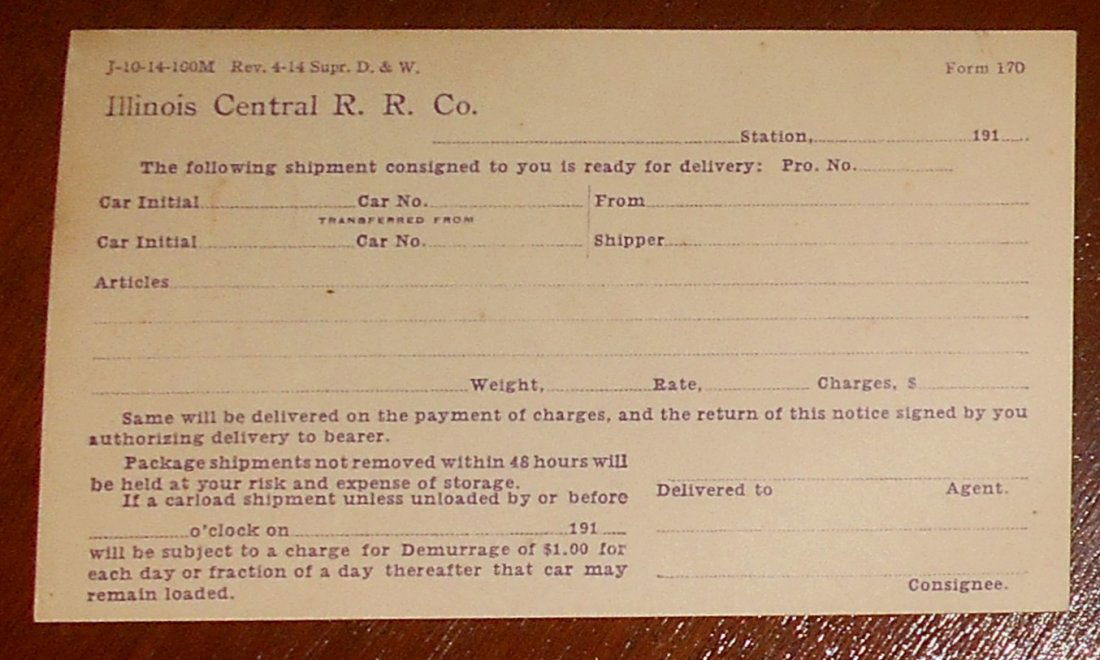 J-10-14-100M Rev. 4-14 Supr. D. & W. Form 170
Illinois Central R. R. Co.
Station, 191
The following shipment consigned to you is ready for delivery: Pro. No.
Car Initial Car No. From
TRANSFERRED FROM
Car Initial Car No. Shipper
Articles
Weight, Rate, Charges, $
Same will be delivered on the payment of charges, and the return of this notice signed by you
authorizing delivery to bearer.
Package shipments not removed within 48 hours will
be held at your risk and expense of storage.
If a carload shipment unless unloaded by or before
o'clock on 191
will be subject to a charge for Demurrage of $1.00 for
each day or fraction of a day thereafter that car may
remain loaded.
Delivered to Agent.
Consignee.